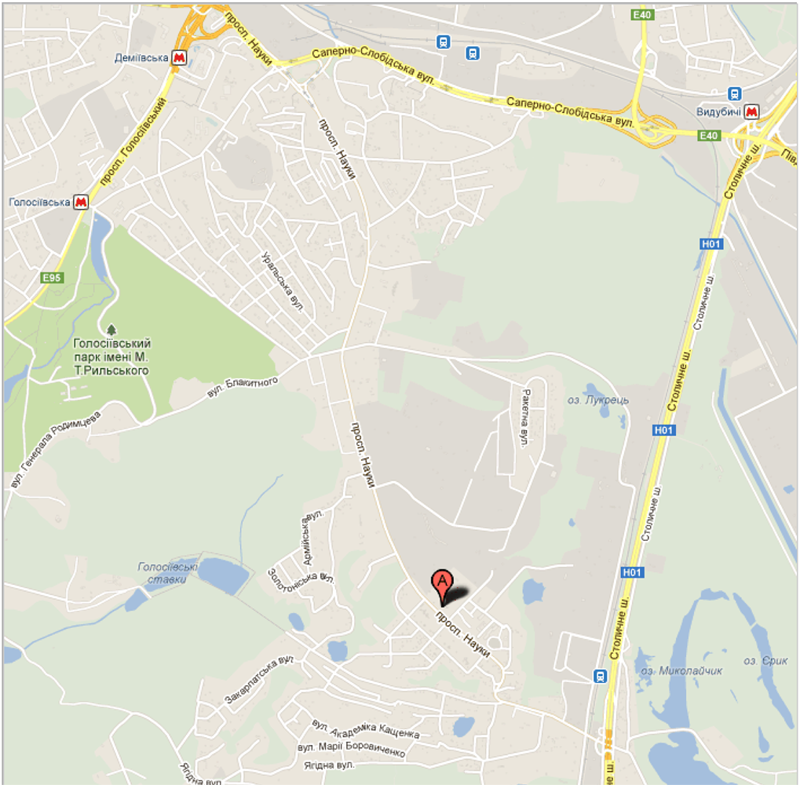 просп. Науки
E40
Деміївська
Саперно-Слобідська вул.
Саперно-Слобідська вул.
Видубичі
E40
Півд
просп. Голосіївський
просп. Науки
Столичне ш.
Голосіївська
H01
Уральська вул.
E95
Столичне ш.
Голосіївський
парк імені М.
Т.Рильського
Столичне ш.
вул. Блакитного
Ракетна вул.
оз. Лукрець
вул. Генерала Родимцева
H01
просп. Науки
Столичне ш.
Армійська вул.
Голосіївські
ставки
Золотоніська вул.
H01
A
просп. Науки
Столичне ш.
Закарпатська вул.
оз. Миколайчик
оз. Єрик
вул. Академіка Кащенка
вул. Марії Боровиченко
Ягідна вул.
Ягідна вул.
не ш.